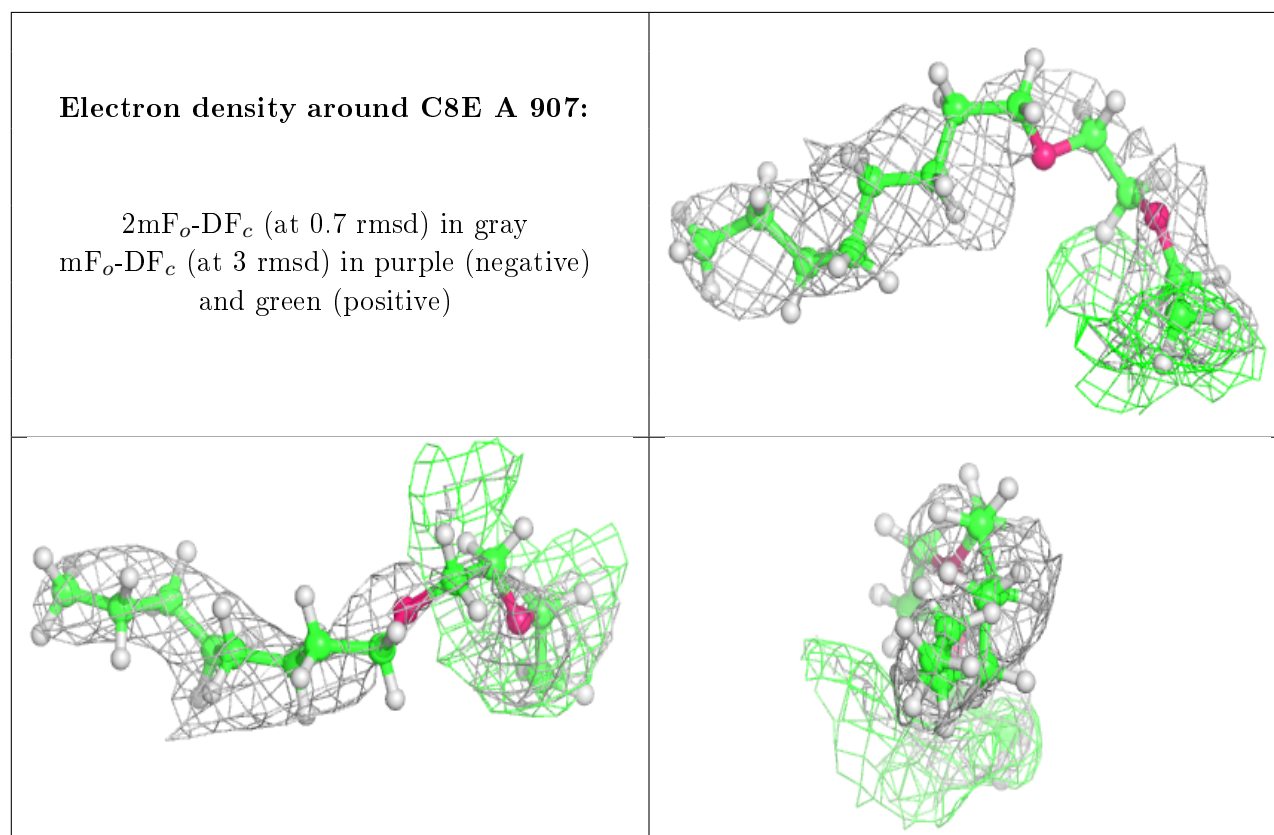 Electron density around C8E A 907:
2mFo-DFc (at 0.7 rmsd) in gray
mFo-DFc (at 3 rmsd) in purple (negative)
and green (positive)